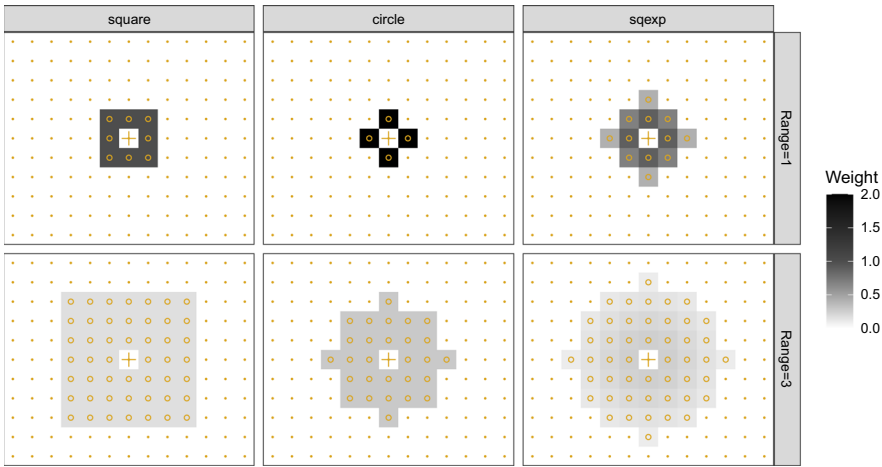 square
circle
sqexp
Range=1
Range=3
Weight
2.0
1.5
1.0
0.5
0.0